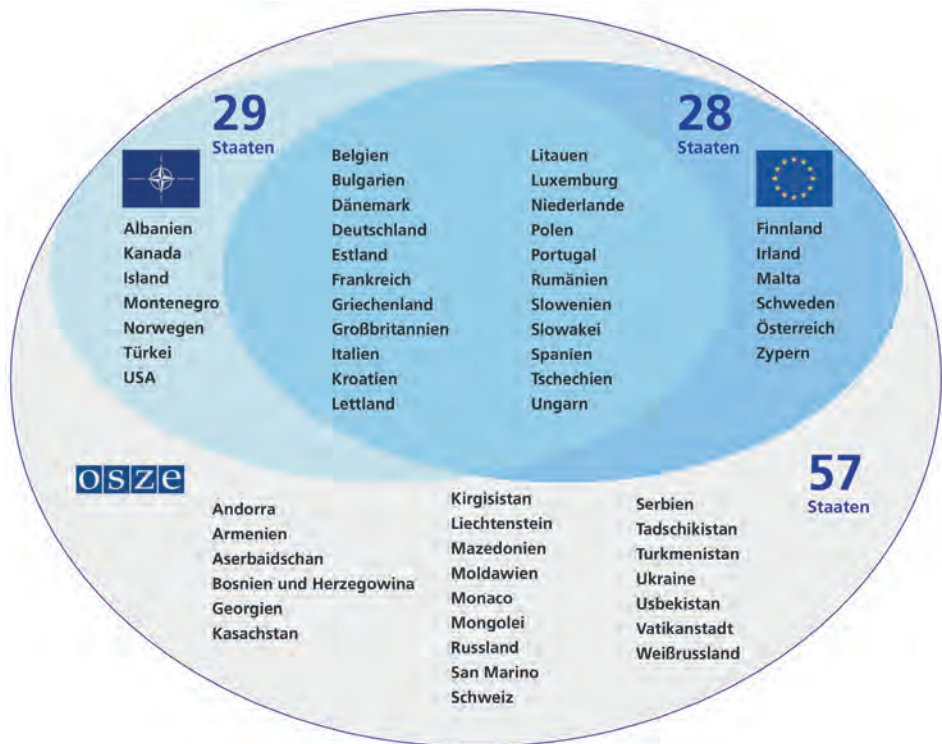 29
Staaten
Albanien
Kanada
Island
Montenegro
Norwegen
Türkei
USA
Belgien
Bulgarien
Dänemark
Deutschland
Estland
Frankreich
Griechenland
Großbritannien
Italien
Kroatien
Lettland
Litauen
Luxemburg
Niederlande
Polen
Portugal
Rumänien
Slowenien
Slowakei
Spanien
Tschechien
Ungarn
28
Staaten
Finnland
Irland
Malta
Schweden
Österreich
Zypern
osze
57
Staaten
Andorra
Armenien
Aserbaidschan
Bosnien und Herzegowina
Georgien
Kasachstan
Kirgisistan
Liechtenstein
Mazedonien
Moldawien
Monaco
Mongolei
Russland
San Marino
Schweiz
Serbien
Tadschikistan
Turkmenistan
Ukraine
Usbekistan
Vatikanstadt
Weißrussland